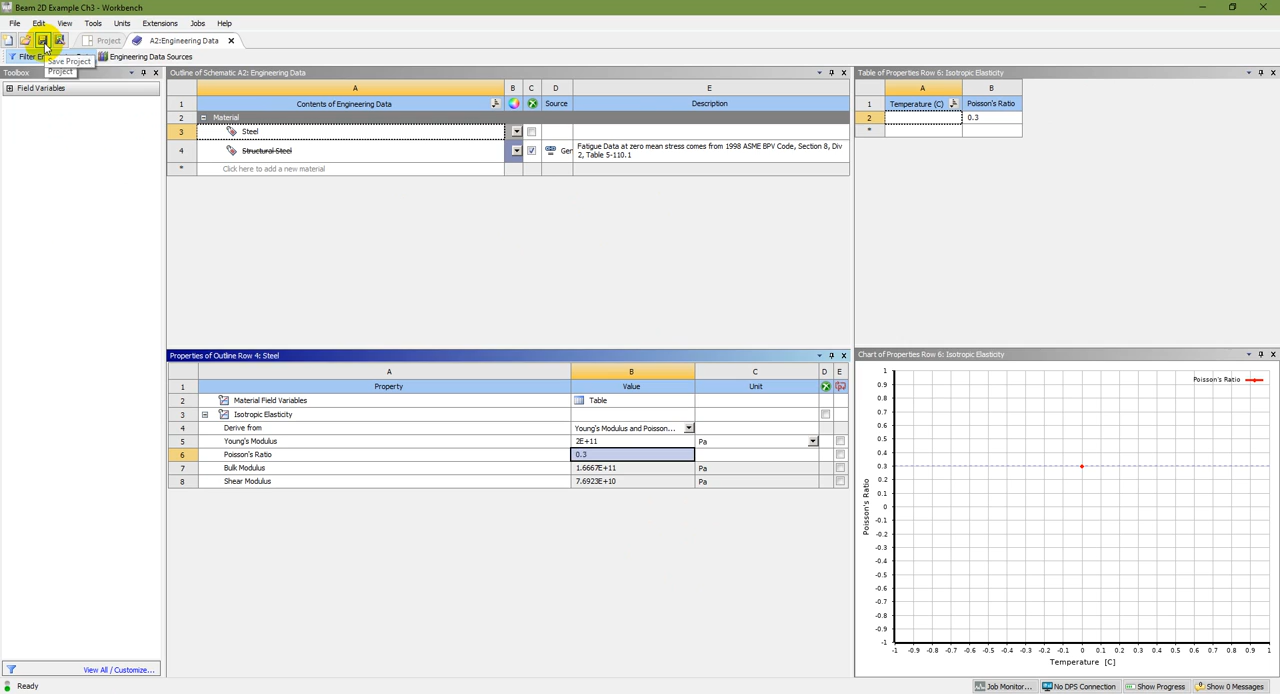 Beam 2D Example Ch3 - Workbench
File Edit View Tools Units Extensions Jobs Help
Project A2:Engineering Data
Filter Engineering Data Sources
Save Project
Project
Toolbox
Field Variables
View All / Customize...
Outline of Schematic A2: Engineering Data
A B C D E
1 Contents of Engineering Data Source Description
2 Material
3 Steel
4 Structural Steel Gen Fatigue Data at zero mean stress comes from 1998 ASME BPV Code, Section 8, Div 2, Table 5-110.1
* Click here to add a new material
Table of Properties Row 6: Isotropic Elasticity
A B
1 Temperature (C) Poisson's Ratio
2 0.3
*
Properties of Outline Row 4: Steel
A B C D E
1 Property Value Unit
2 Material Field Variables Table
3 Isotropic Elasticity
4 Derive from Young's Modulus and Poisson...
5 Young's Modulus 2E+11 Pa
6 Poisson's Ratio 0.3
7 Bulk Modulus 1.6667E+11 Pa
8 Shear Modulus 7.6923E+10 Pa
Chart of Properties Row 6: Isotropic Elasticity
Poisson's Ratio
1
0.9
0.8
0.7
0.6
0.5
0.4
0.3
0.2
0.1
0
-0.1
-0.2
-0.3
-0.4
-0.5
-0.6
-0.7
-0.8
-0.9
-1
Poisson's Ratio
-1 -0.9 -0.8 -0.7 -0.6 -0.5 -0.4 -0.3 -0.2 -0.1 0 0.1 0.2 0.3 0.4 0.5 0.6 0.7 0.8 0.9 1
Temperature [C]
Ready
Job Monitor... No DPS Connection Show Progress Show 0 Messages